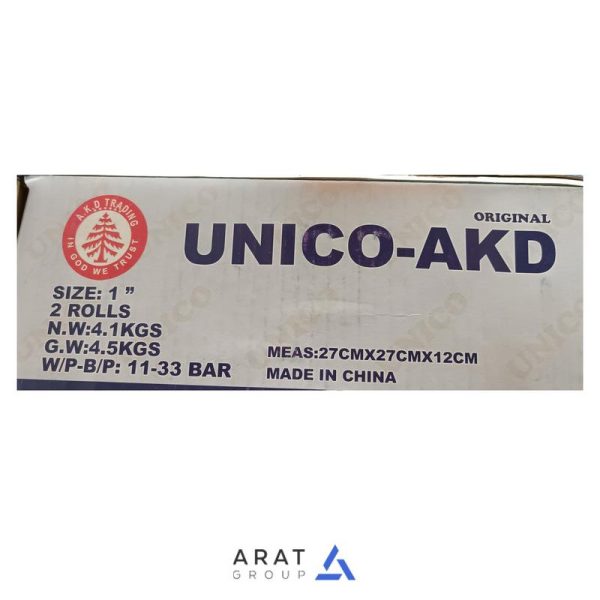 A.K.D TRADING
IN GOD WE TRUST
ORIGINAL
UNICO-AKD
SIZE: 1 ”
2 ROLLS
N.W:4.1KGS
G.W:4.5KGS
W/P-B/P: 11-33 BAR
MEAS:27CMX27CMX12CM
MADE IN CHINA
UNICO
ARAT
GROUP